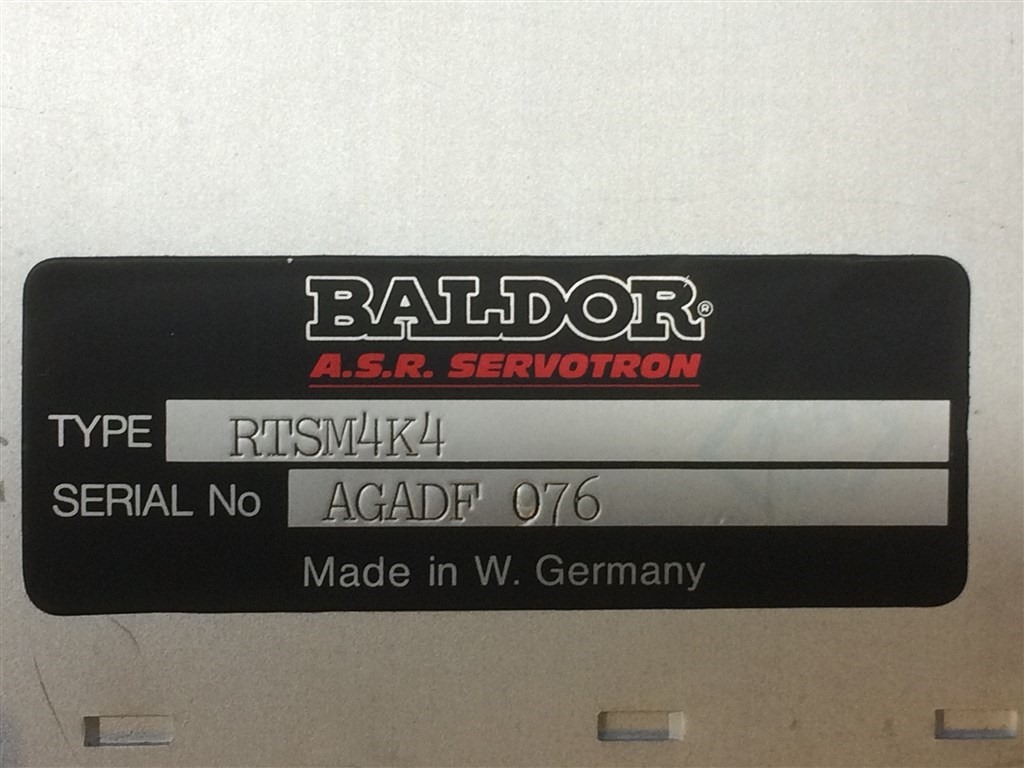 BALDOR®
A.S.R. SERVOTRON
TYPE RTSM4K4
SERIAL No AGADF 076
Made in W. Germany